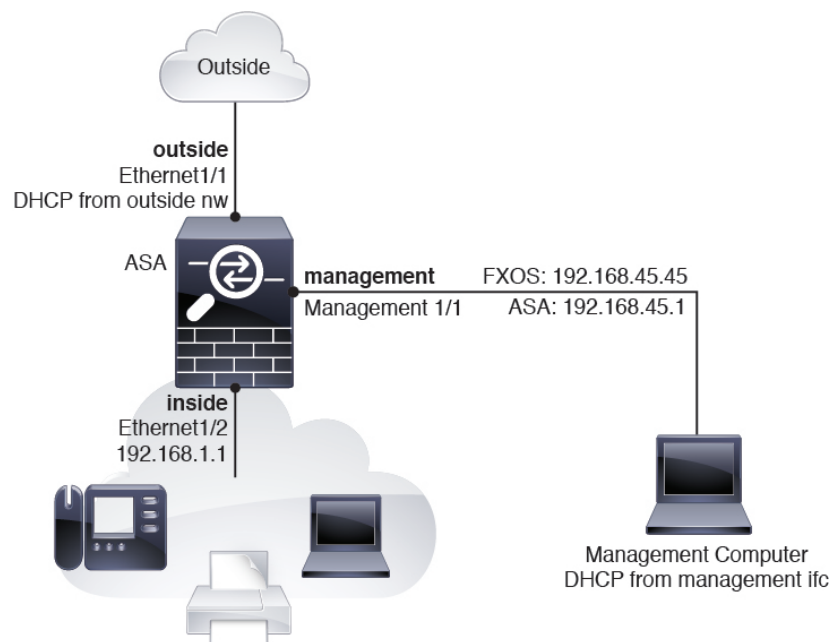 Outside
outside
Ethernet1/1
DHCP from outside nw
ASA
management
Management 1/1
FXOS: 192.168.45.45
ASA: 192.168.45.1
inside
Ethernet1/2
192.168.1.1
Management Computer
DHCP from management ifc